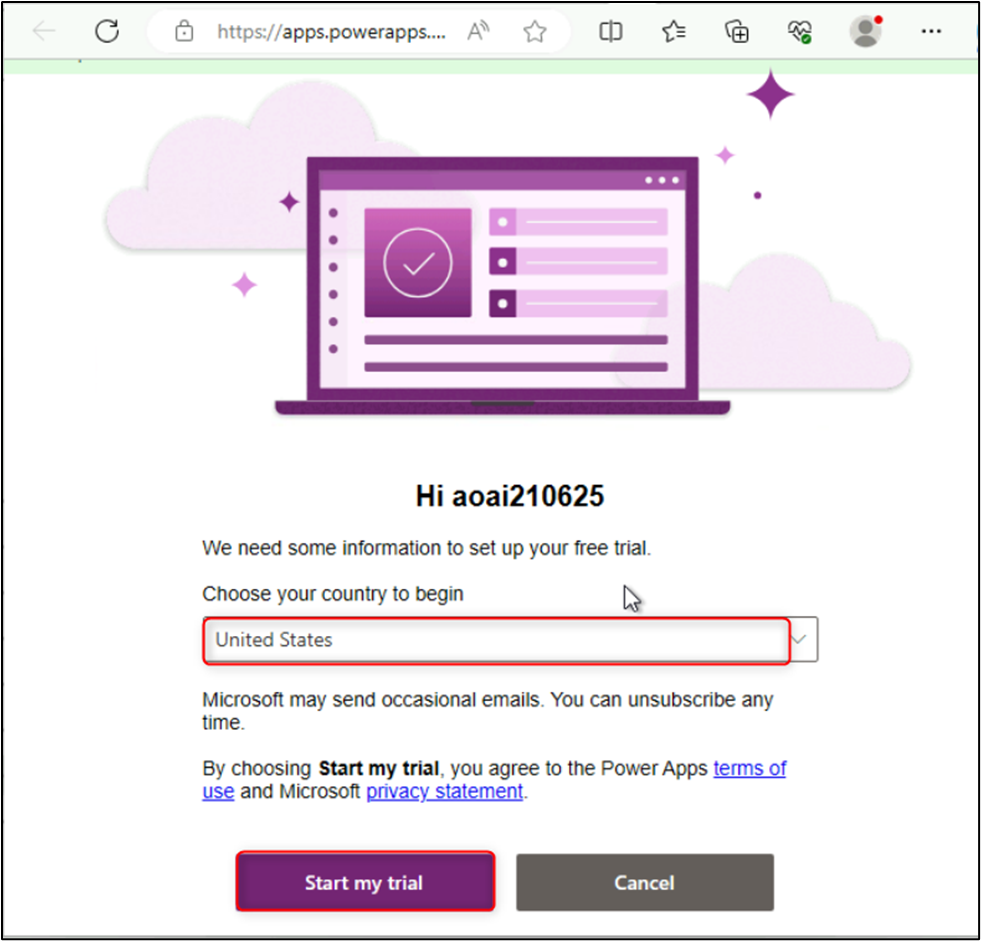 https://apps.powerapps....
Hi aoai210625
We need some information to set up your free trial.
Choose your country to begin
United States
Microsoft may send occasional emails. You can unsubscribe any
time.
By choosing Start my trial, you agree to the Power Apps terms of
use and Microsoft privacy statement.
Start my trial
Cancel